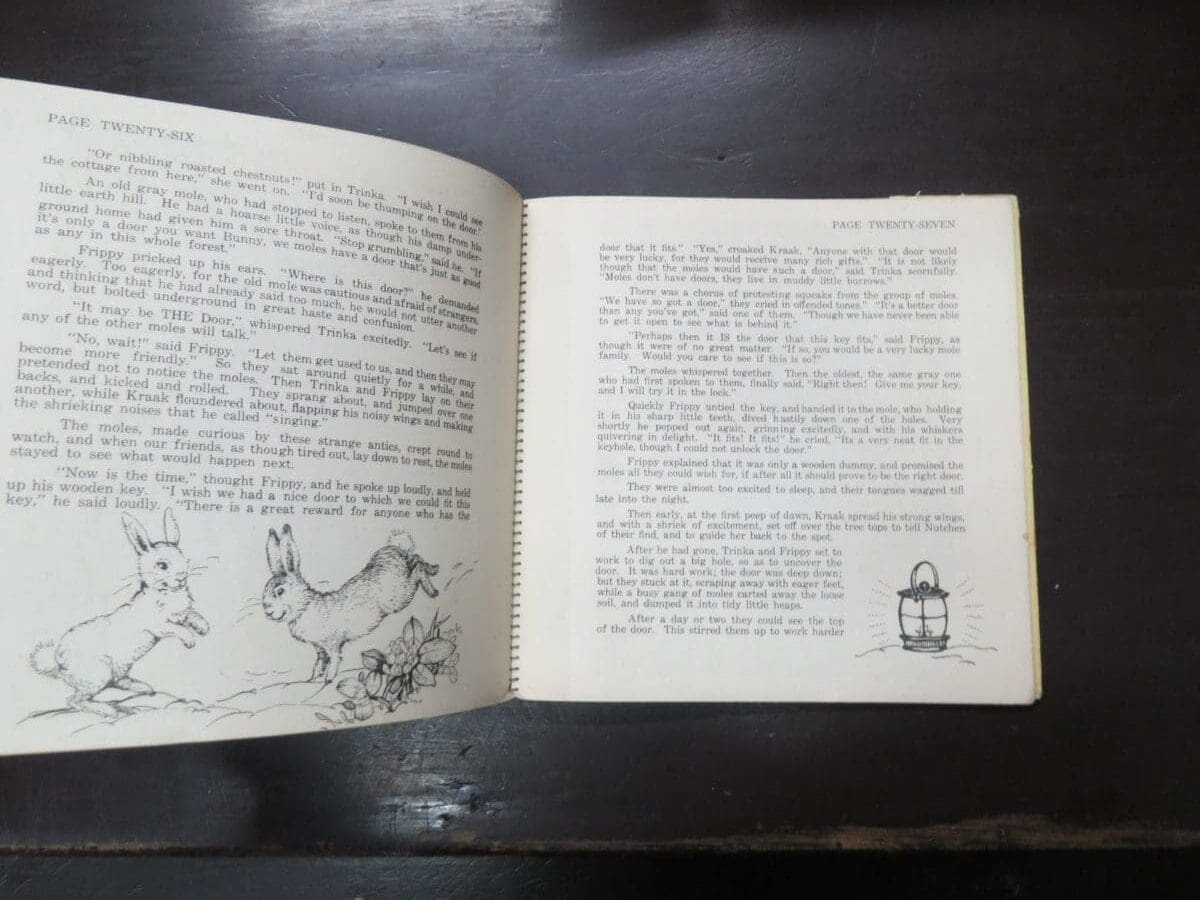 PAGE TWENTY-SIX
"Or nibbling roasted chestnuts!" put in Trinka. "I wish I could see
the cottage from here," she went on. "I'd soon be thumping on the door."
An old gray mole, who had stopped to listen, spoke to them from his
little earth hill. He had a hoarse little voice, as though his damp under-
ground home had given him a sore throat. "Stop grumbling," said he. "If
it's only a door you want Bunny, we moles have a door that's just as good
as any in this whole forest."
Frippy pricked up his ears. "Where is this door?" he demanded
eagerly. Too eagerly, for the old mole was cautious and afraid of strangers,
and thinking that he had already said too much, he would not utter another
word, but bolted underground in great haste and confusion.
"It may be THE Door," whispered Trinka excitedly. "Let's see if
any of the other moles will talk."
"No, wait!" said Frippy. "Let them get used to us, and then they may
become more friendly." So they sat around quietly for a while, and
pretended not to notice the moles. Then Trinka and Frippy lay on their
backs, and kicked and rolled. They sprang about, and jumped over one
another, while Kraak floundered about, flapping his noisy wings and making
the shrieking noises that he called "singing."
The moles, made curious by these strange antics, crept round to
watch, and when our friends, as though tired out, lay down to rest, the moles
stayed to see what would happen next.
"Now is the time," thought Frippy, and he spoke up loudly, and held
up his wooden key. "I wish we had a nice door to which we could fit this
key," he said loudly. "There is a great reward for anyone who has the
PAGE TWENTY-SEVEN
door that it fits." "Yes," croaked Kraak, "Anyone with that door would
be very lucky, for they would receive many rich gifts." "It is not likely
though that the moles would have such a door," said Trinka scornfully.
"Moles don't have doors, they live in muddy little burrows."
There was a chorus of protesting squeaks from the group of moles.
"We have so got a door," they cried in offended tones." "It's a better door
than any you've got," said one of them. "Though we have never been able
to get it open to see what is behind it."
"Perhaps then it IS the door that this key fits," said Frippy, as
though it were of no great matter. "If so, you would be a very lucky mole
family. Would you care to see if this is so?"
The moles whispered together. Then the oldest, the same gray one
who had first spoken to them, finally said, "Right then! Give me your key,
and I will try it in the lock."
Quickly Frippy untied the key, and handed it to the mole, who holding
it in his sharp little teeth, dived hastily down one of the holes. Very
shortly he popped out again, grinning excitedly, and with his whiskers
quivering in delight. "It fits! It fits!" he cried, "Its a very neat fit in the
keyhole, though I could not unlock the door."
Frippy explained that it was only a wooden dummy, and promised the
moles all they could wish for, if after all it should prove to be the right door.
They were almost too excited to sleep, and their tongues wagged till
late into the night.
Then early, at the first peep of dawn, Kraak spread his strong wings,
and with a shriek of excitement, set off over the tree tops to tell Nutchen
of their find, and to guide her back to the spot.
After he had gone, Trinka and Frippy set to
work to dig out a big hole, so as to uncover the
door. It was hard work; the door was deep down;
but they stuck at it, scraping away with eager feet,
while a busy gang of moles carted away the loose
soil, and dumped it into tidy little heaps.
After a day or two they could see the top
of the door. This stirred them up to work harder